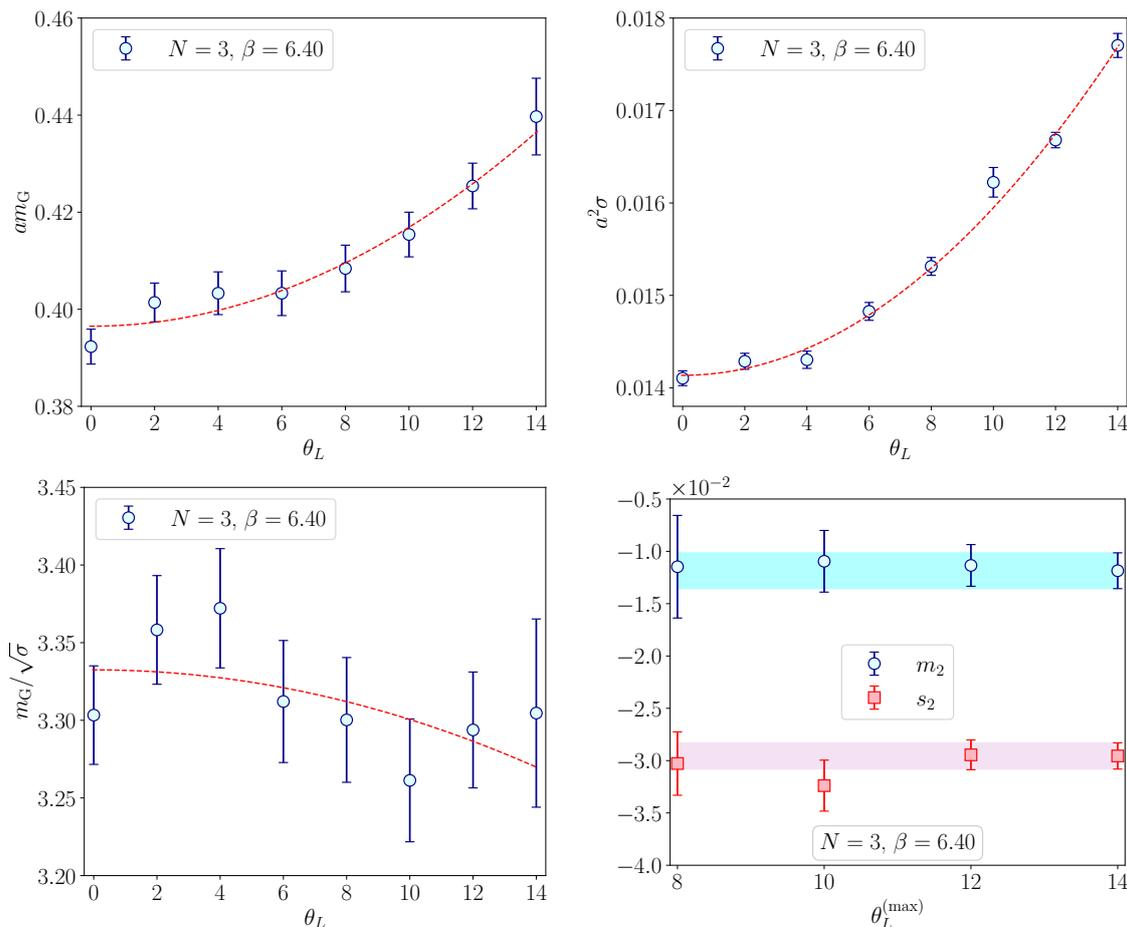 0.46
0.44
0.42
0.40
0.38
am_G
N = 3, β = 6.40
0 2 4 6 8 10 12 14
θ_L
0.018
0.017
0.016
0.015
0.014
a²σ
N = 3, β = 6.40
0 2 4 6 8 10 12 14
θ_L
3.45
3.40
3.35
3.30
3.25
3.20
m_G/√σ
N = 3, β = 6.40
0 2 4 6 8 10 12 14
θ_L
×10⁻²
−0.5
−1.0
−1.5
−2.0
−2.5
−3.0
−3.5
−4.0
m₂
s₂
N = 3, β = 6.40
8 10 12 14
θ_L^(max)